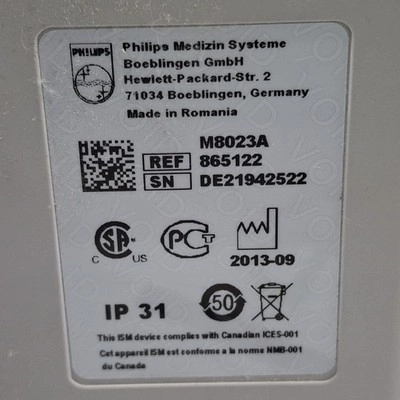 PHILIPS
Philips Medizin Systeme
Boeblingen GmbH
Hewlett-Packard-Str. 2
71034 Boeblingen, Germany
Made in Romania
M8023A
REF 865122
SN DE21942522
C US
2013-09
IP 31
50
This ISM device complies with Canadian ICES-001
Cet appareil ISM est conforme a la norme NMB-001
du Canada